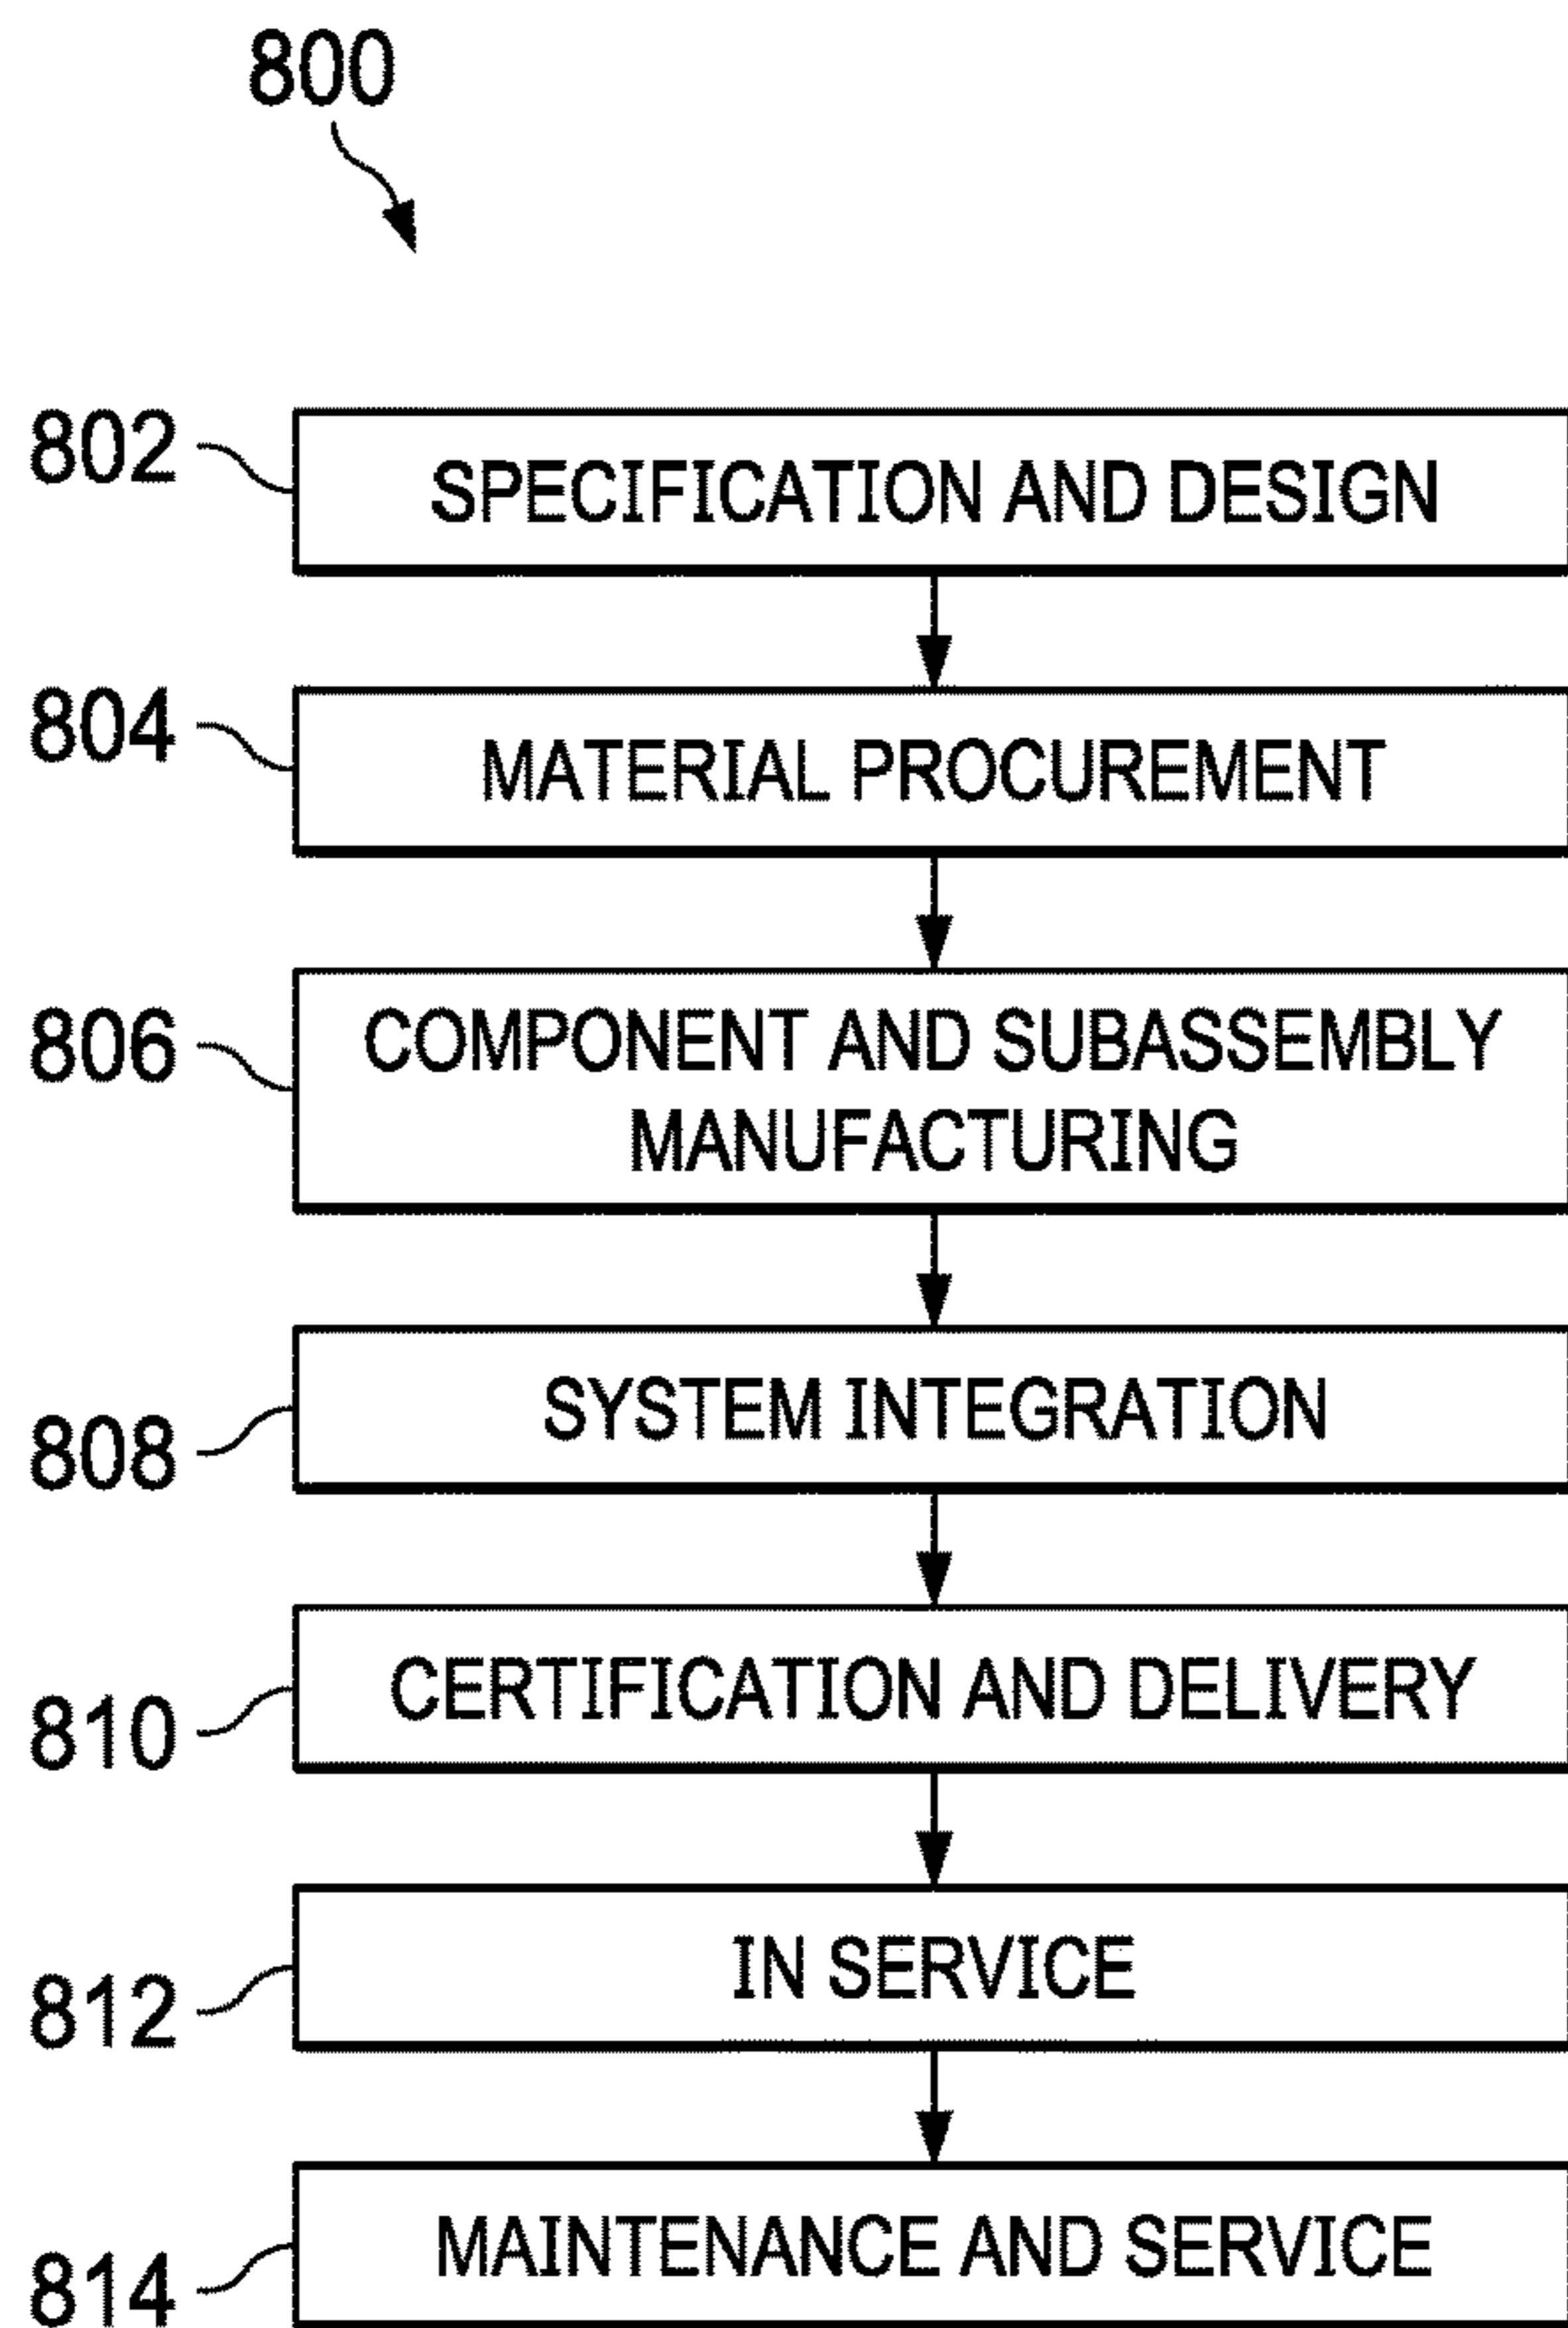 800
802
SPECIFICATION AND DESIGN
804
MATERIAL PROCUREMENT
806
COMPONENT AND SUBASSEMBLY
MANUFACTURING
808
SYSTEM INTEGRATION
810
CERTIFICATION AND DELIVERY
812
IN SERVICE
814
MAINTENANCE AND SERVICE